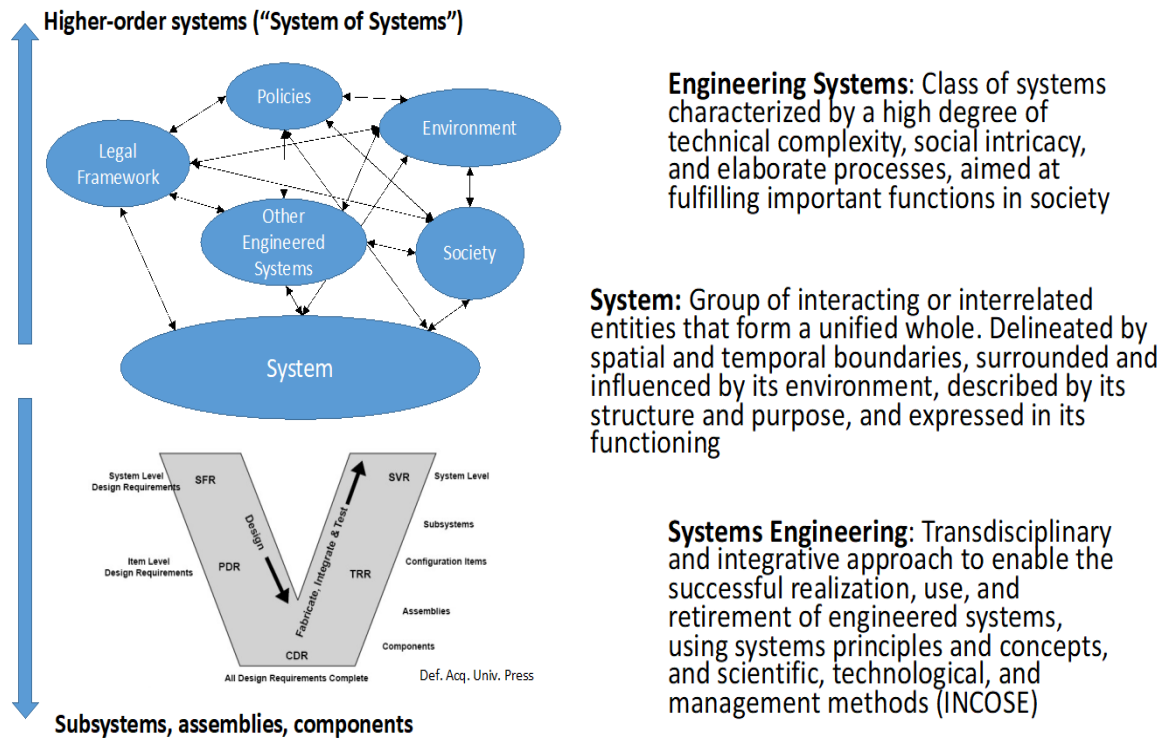 Higher-order systems (“System of Systems”)
Policies
Environment
Legal
Framework
Other
Engineered
Systems
Society
System
System Level
Design Requirements
SFR
SVR
System Level
Design
Fabricate, Integrate & Test
Subsystems
Item Level
Design Requirements
PDR
TRR
Configuration Items
Assemblies
Components
CDR
All Design Requirements Complete
Def. Acq. Univ. Press
Subsystems, assemblies, components
Engineering Systems: Class of systems
characterized by a high degree of
technical complexity, social intricacy,
and elaborate processes, aimed at
fulfilling important functions in society
System: Group of interacting or interrelated
entities that form a unified whole. Delineated by
spatial and temporal boundaries, surrounded and
influenced by its environment, described by its
structure and purpose, and expressed in its
functioning
Systems Engineering: Transdisciplinary
and integrative approach to enable the
successful realization, use, and
retirement of engineered systems,
using systems principles and concepts,
and scientific, technological, and
management methods (INCOSE)